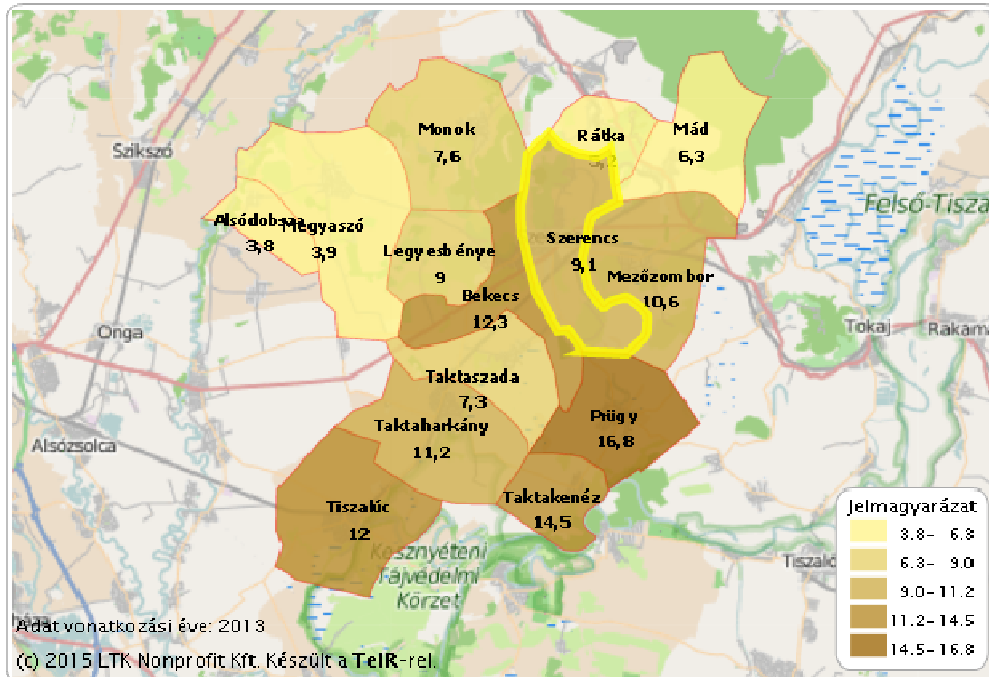 Monok
7,6
Rátka
Mád
6,3
Szikszó
Felső-Tisza
Alsódobsza
3,8
Megyaszó
3,9
Legyesbénye
9
Szerencs
9,1
Mezőzombor
10,6
Bekecs
12,3
Onga
Tokaj
Rakama
Taktaszada
7,3
Prügy
16,8
Taktaharkány
11,2
Alsózsolca
Taktakenéz
14,5
Tiszalúc
12
Kesznyéteni
Tájvédelmi
Körzet
Tiszalö
Jelmagyarázat
3.8- 6.3
6.3- 9.0
9.0-11.2
11.2-14.5
14.5-16.8
Adat vonatkozási éve: 2013
(c) 2015 LTK Nonprofit Kft. Készült a TeIR-rel.